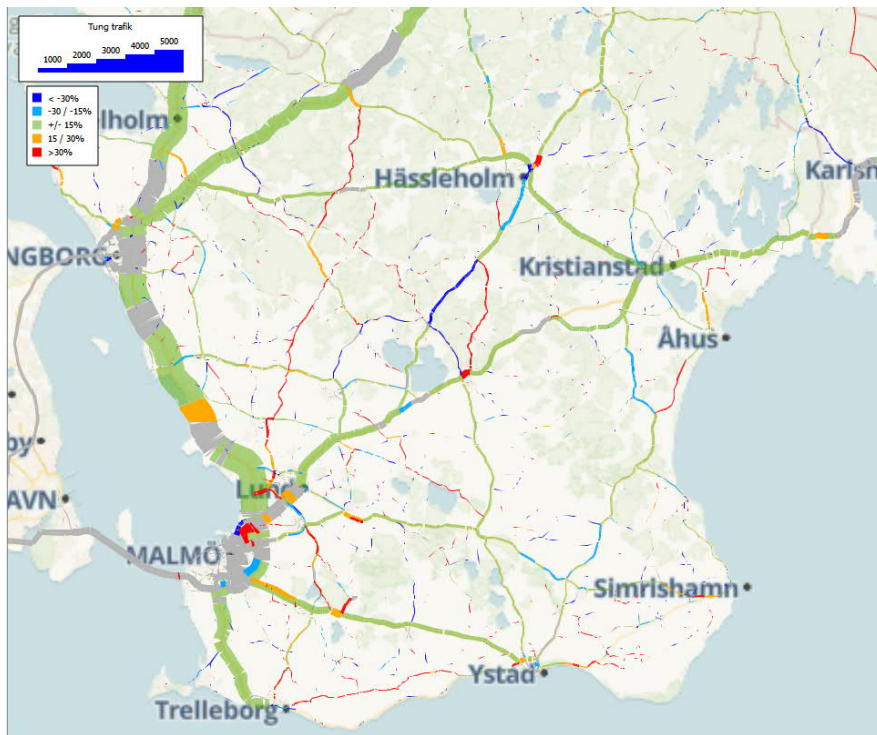 Tung trafik
1000 2000 3000 4000 5000
< -30%
-30 / -15%
+/- 15%
15 / 30%
>30%
elholm
Hässleholm
Karlsh
NGBORG
Kristianstad
Åhus
by
Lund
AVN
MALMÖ
Simrishamn
Ystad
Trelleborg